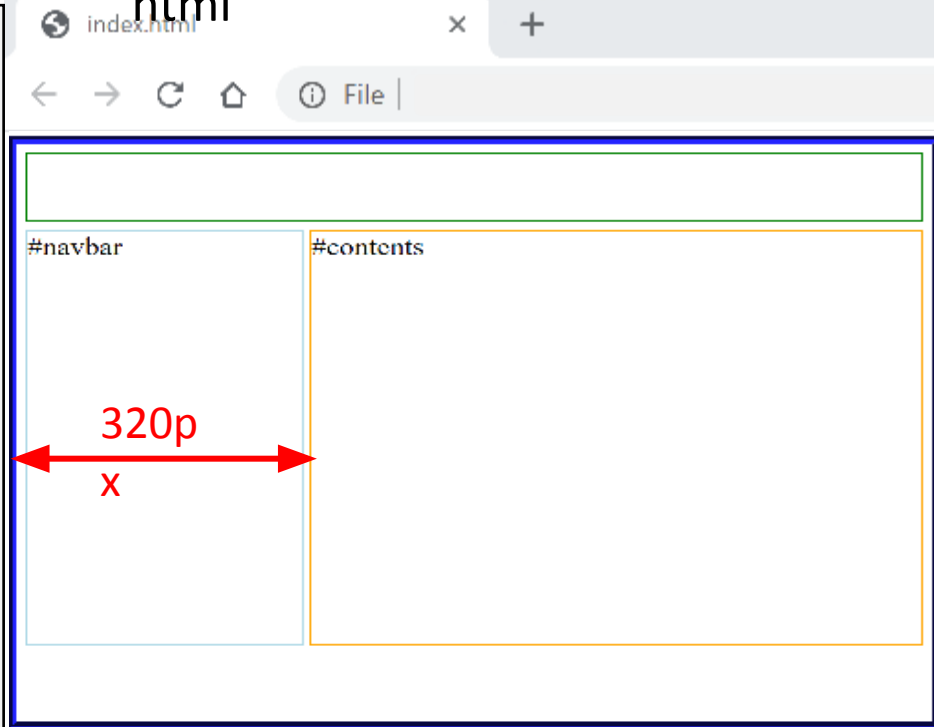 html
index.html
File
#navbar
#contents
320p
x